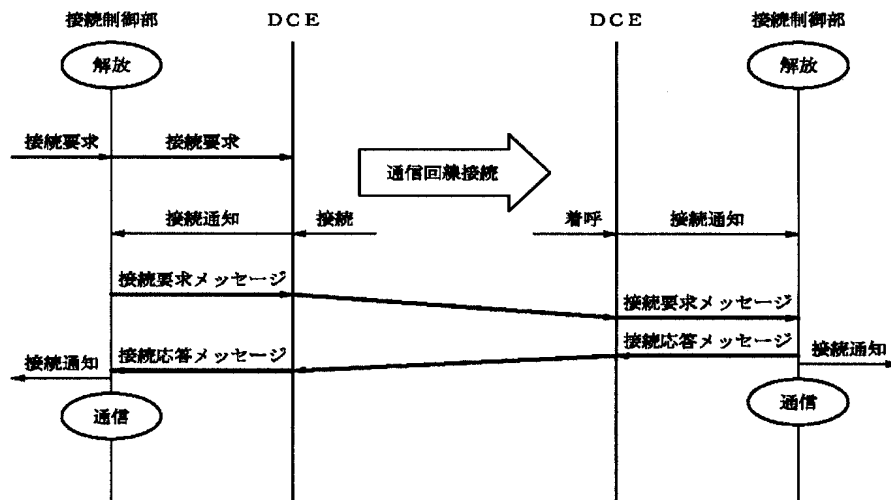 接続制御部 DCE DCE 接続制御部
解放 解放
接続要求 接続要求
通信回線接続
接続通知 接続 着呼 接続通知
接続要求メッセージ
接続要求メッセージ
接続応答メッセージ 接続応答メッセージ
接続通知 接続通知
通信 通信